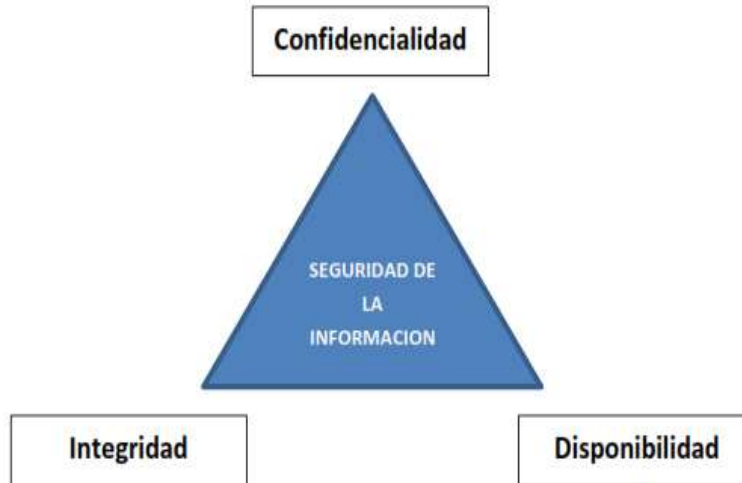 Confidencialidad
SEGURIDAD DE
LA
INFORMACION
Integridad
Disponibilidad